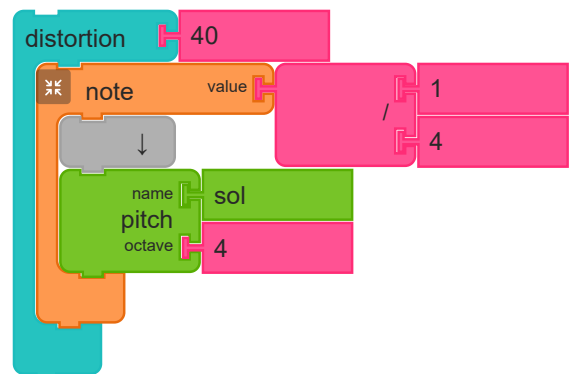 distortion 40
note value 1
/
4
↓
name sol
pitch
octave 4